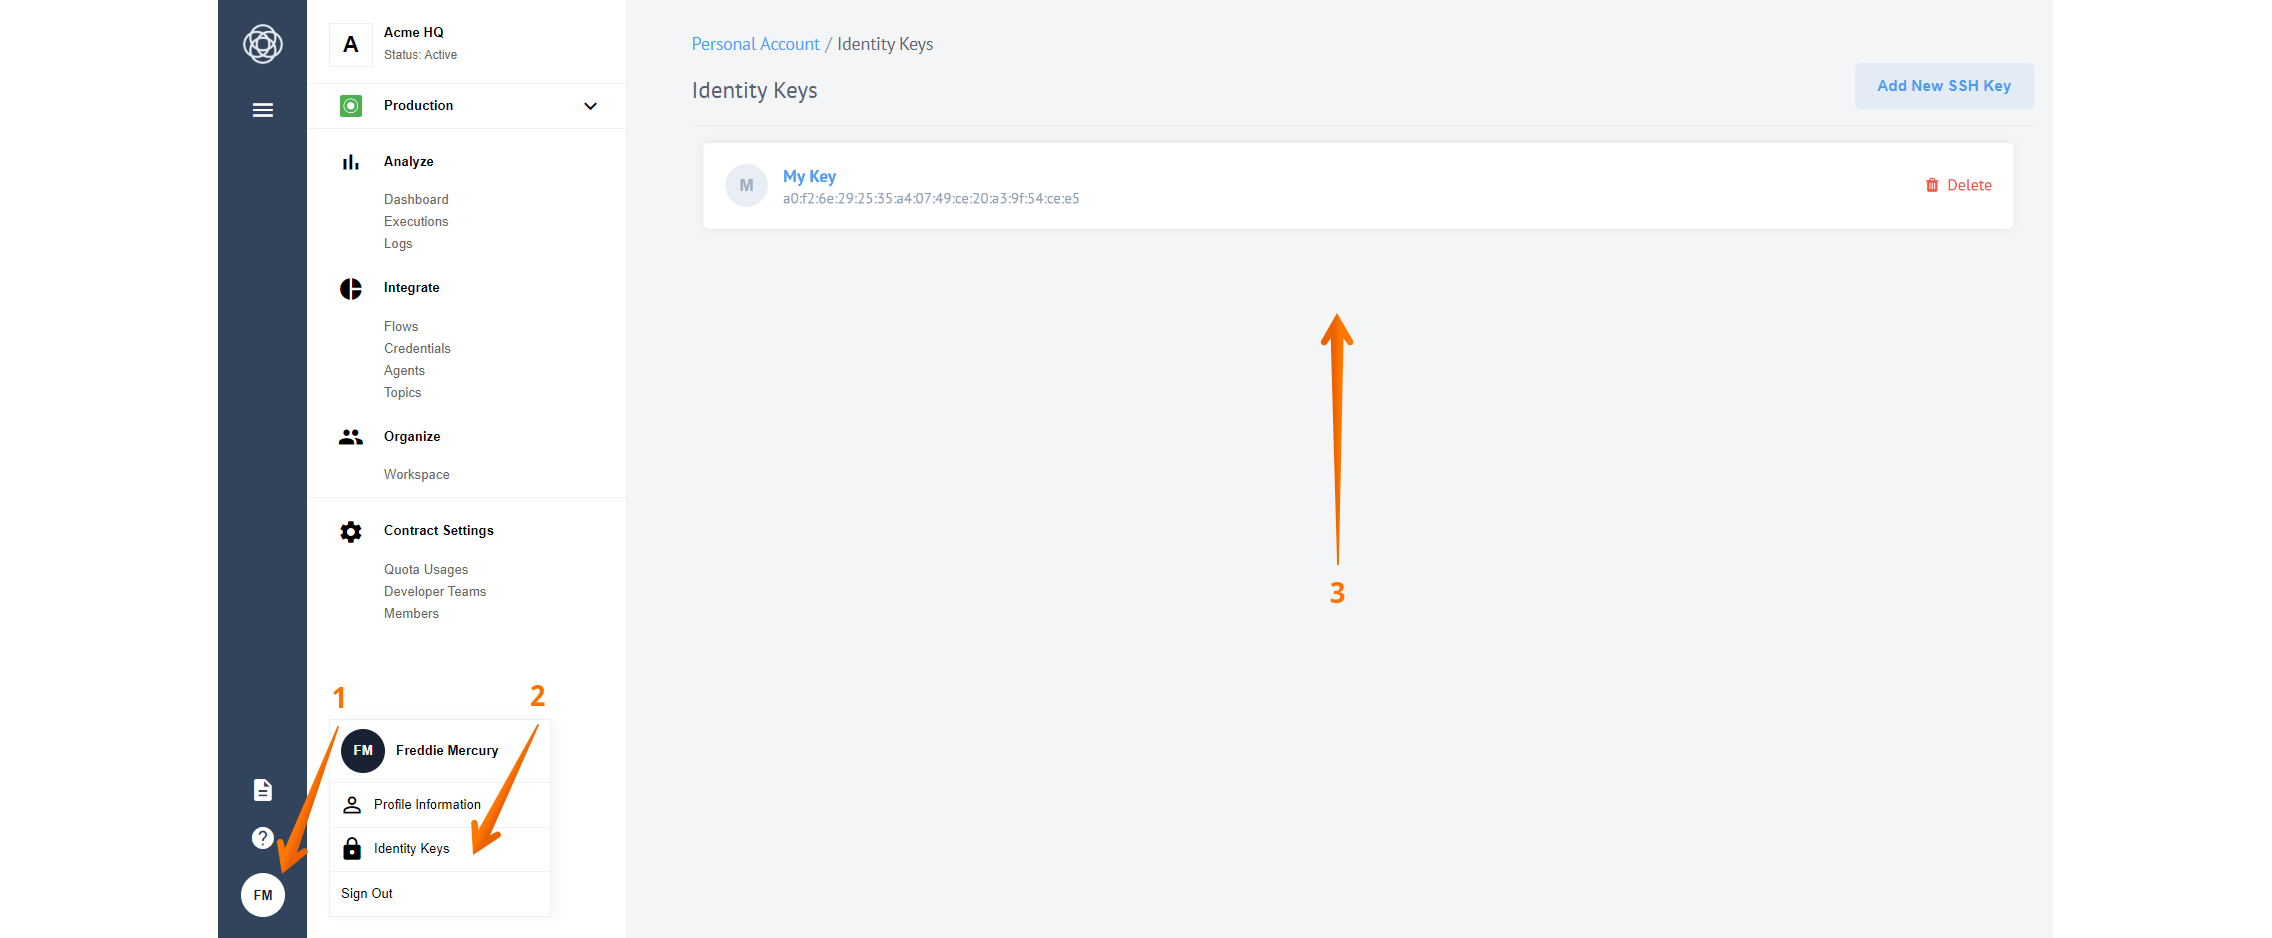 A
Acme HQ
Status: Active
Production
Analyze
Dashboard
Executions
Logs
Integrate
Flows
Credentials
Agents
Topics
Organize
Workspace
Contract Settings
Quota Usages
Developer Teams
Members
1
2
FM
Freddie Mercury
Profile Information
?
Identity Keys
FM
Sign Out
Personal Account / Identity Keys
Identity Keys
Add New SSH Key
M
My Key
a0:f2:6e:29:25:35:a4:07:49:ce:20:a3:9f:54:ce:e5
Delete
3